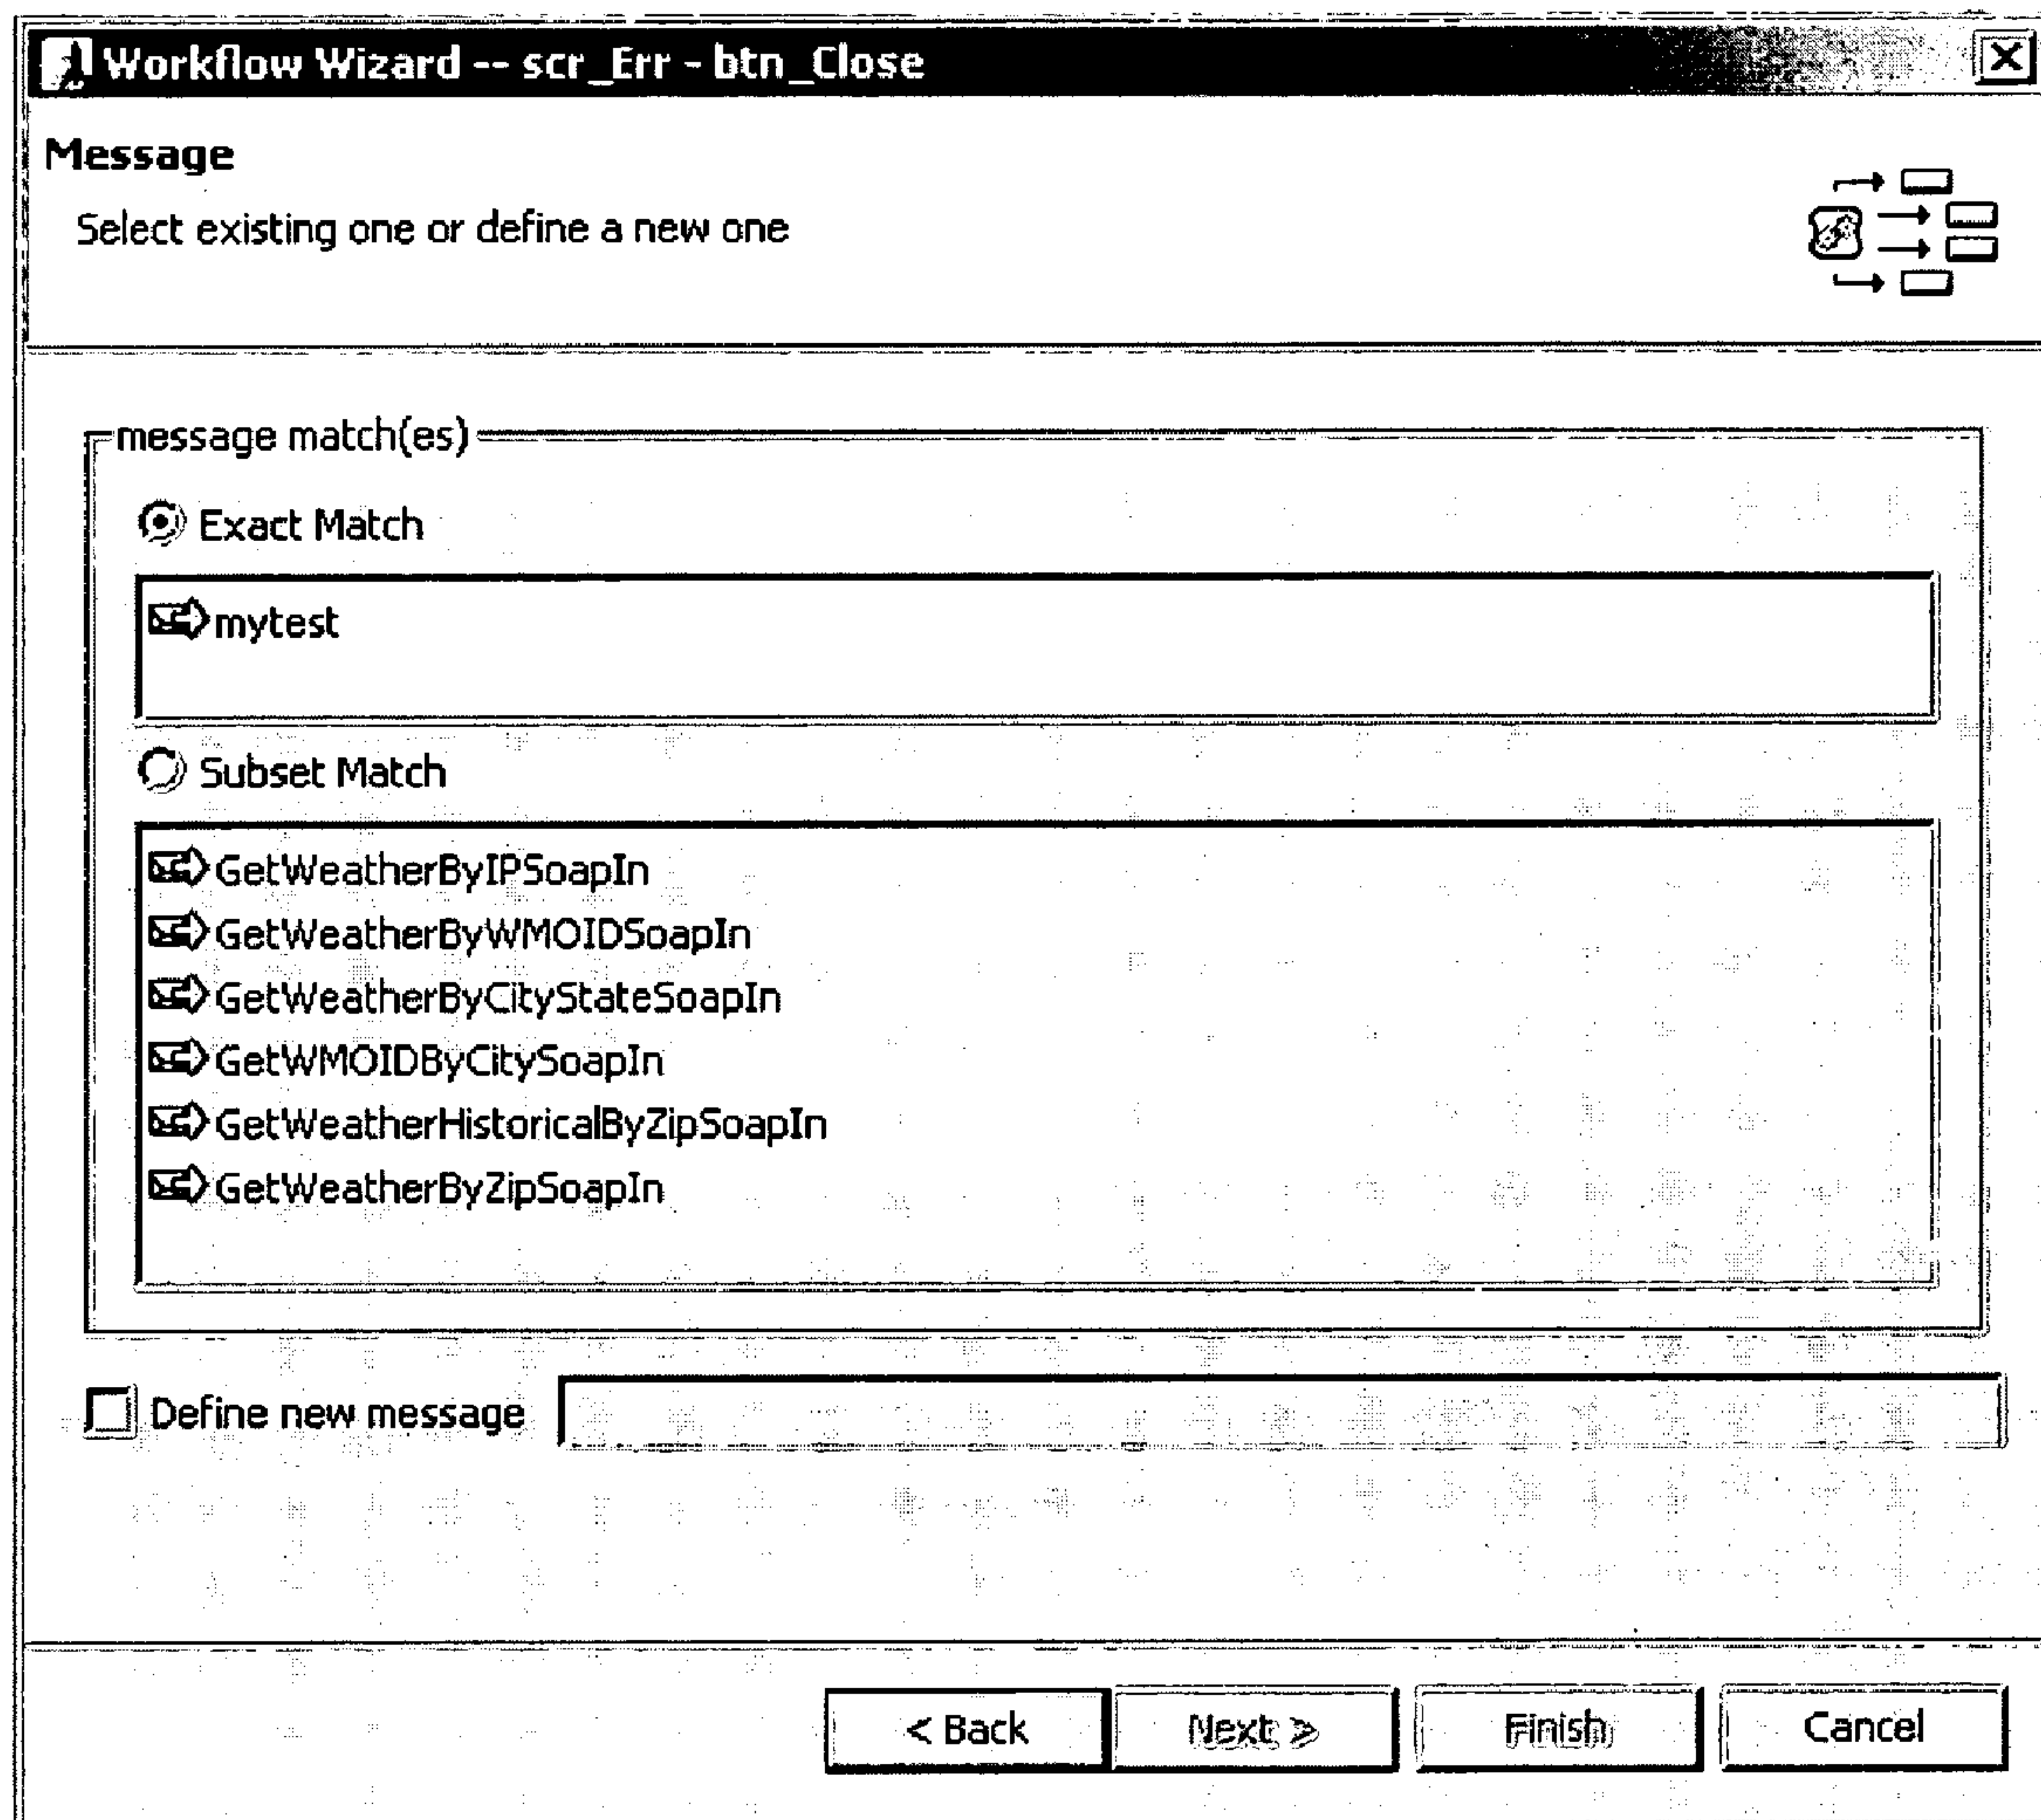 Workflow Wizard -- scr_Err - btn_Close
Message
Select existing one or define a new one
message match(es)
Exact Match
mytest
Subset Match
GetWeatherByIPSoapIn
GetWeatherByWMOIDSoapIn
GetWeatherByCityStateSoapIn
GetWMOIDByCitySoapIn
GetWeatherHistoricalByZipSoapIn
GetWeatherByZipSoapIn
Define new message
< Back Next > Finish Cancel